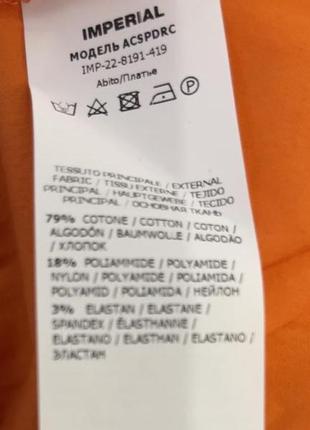 IMPERIAL
МОДЕЛЬ ACSPDRC
IMP-22-8191-419
Abito/Платье
TESSUTO PRINCIPALE / EXTERNAL
FABRIC / TISSU EXTERNE / TEJIDO
PRINCIPAL / HAUPTGEWEBE / TECIDO
PRINCIPAL / ОСНОВНАЯ ТКАНЬ
79% COTONE / COTTON / COTON /
ALGODÓN / BAUMWOLLE / ALGODÃO
/ ХЛОПОК
18% POLIAMMIDE / POLYAMIDE /
NYLON / POLYAMIDE / POLIAMIDA /
POLYAMID / POLIAMIDA / НЕЙЛОН
3% ELASTAN / ELASTANE /
SPANDEX / ÉLASTHANNE /
ELASTANO / ELASTHAN / ELASTANO /
ЭЛАСТАН